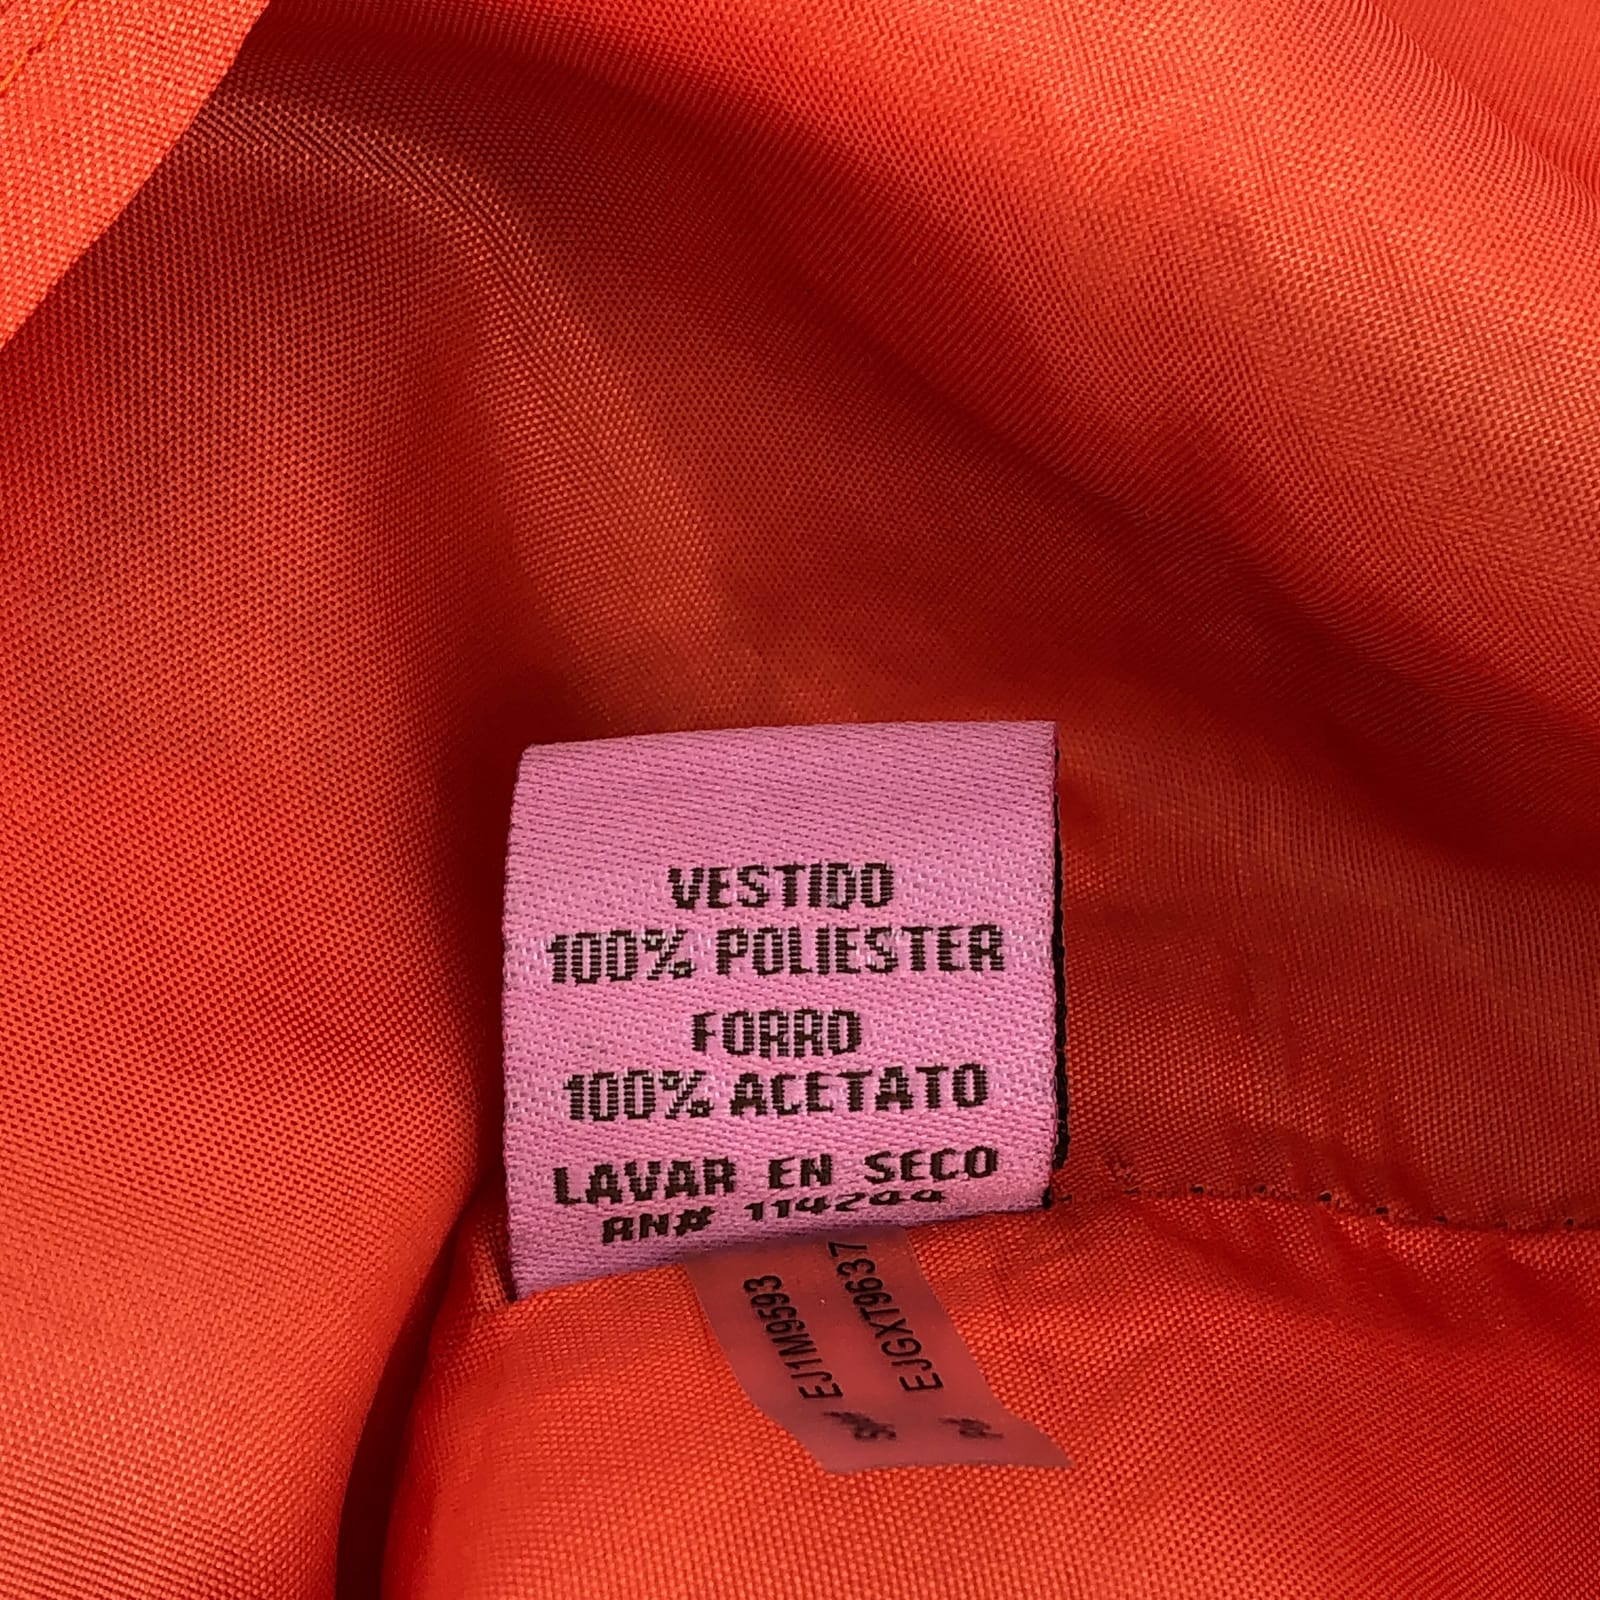 VESTIDO
100% POLIESTER
FORRO
100% ACETATO
LAVAR EN SECO
RN# 114244
EJ1M9593
EJGXT9637